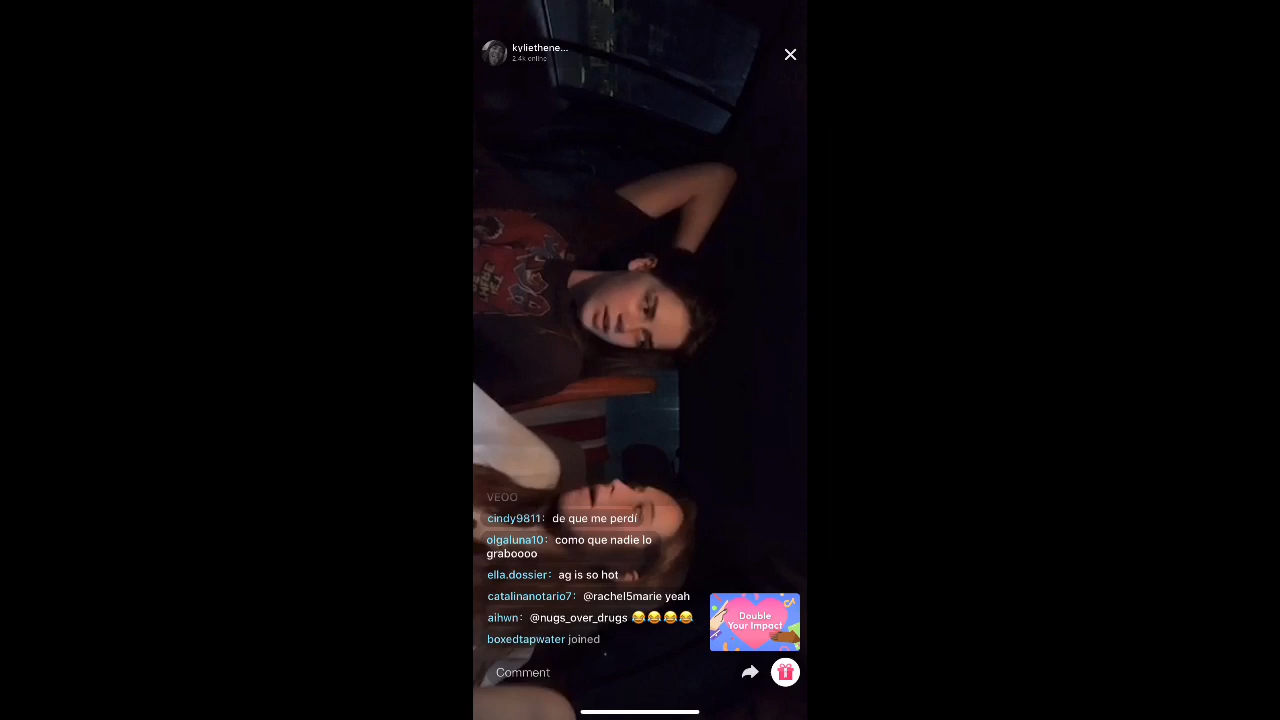 kyliethene...
2.4k online
VEOO
cindy9811: de que me perdí
olgaluna10: como que nadie lo
graboooo
ella.dossier: ag is so hot
catalinanotario7: @rachel5marie yeah
aihwn: @nugs_over_drugs 😂😂😂😂
boxedtapwater joined
Double
Your Impact
Comment